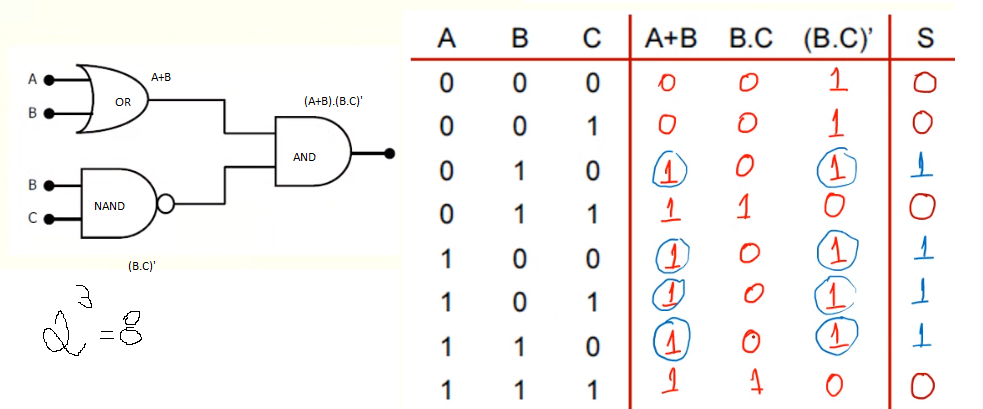 A
B
OR
A+B
(A+B).(B.C)'
AND
B
C
NAND
(B.C)'
2³=8
A B C A+B B.C (B.C)' S
0 0 0 0 0 1 0
0 0 1 0 0 1 0
0 1 0 1 0 1 1
0 1 1 1 1 0 0
1 0 0 1 0 1 1
1 0 1 1 0 1 1
1 1 0 1 0 1 1
1 1 1 1 1 0 0